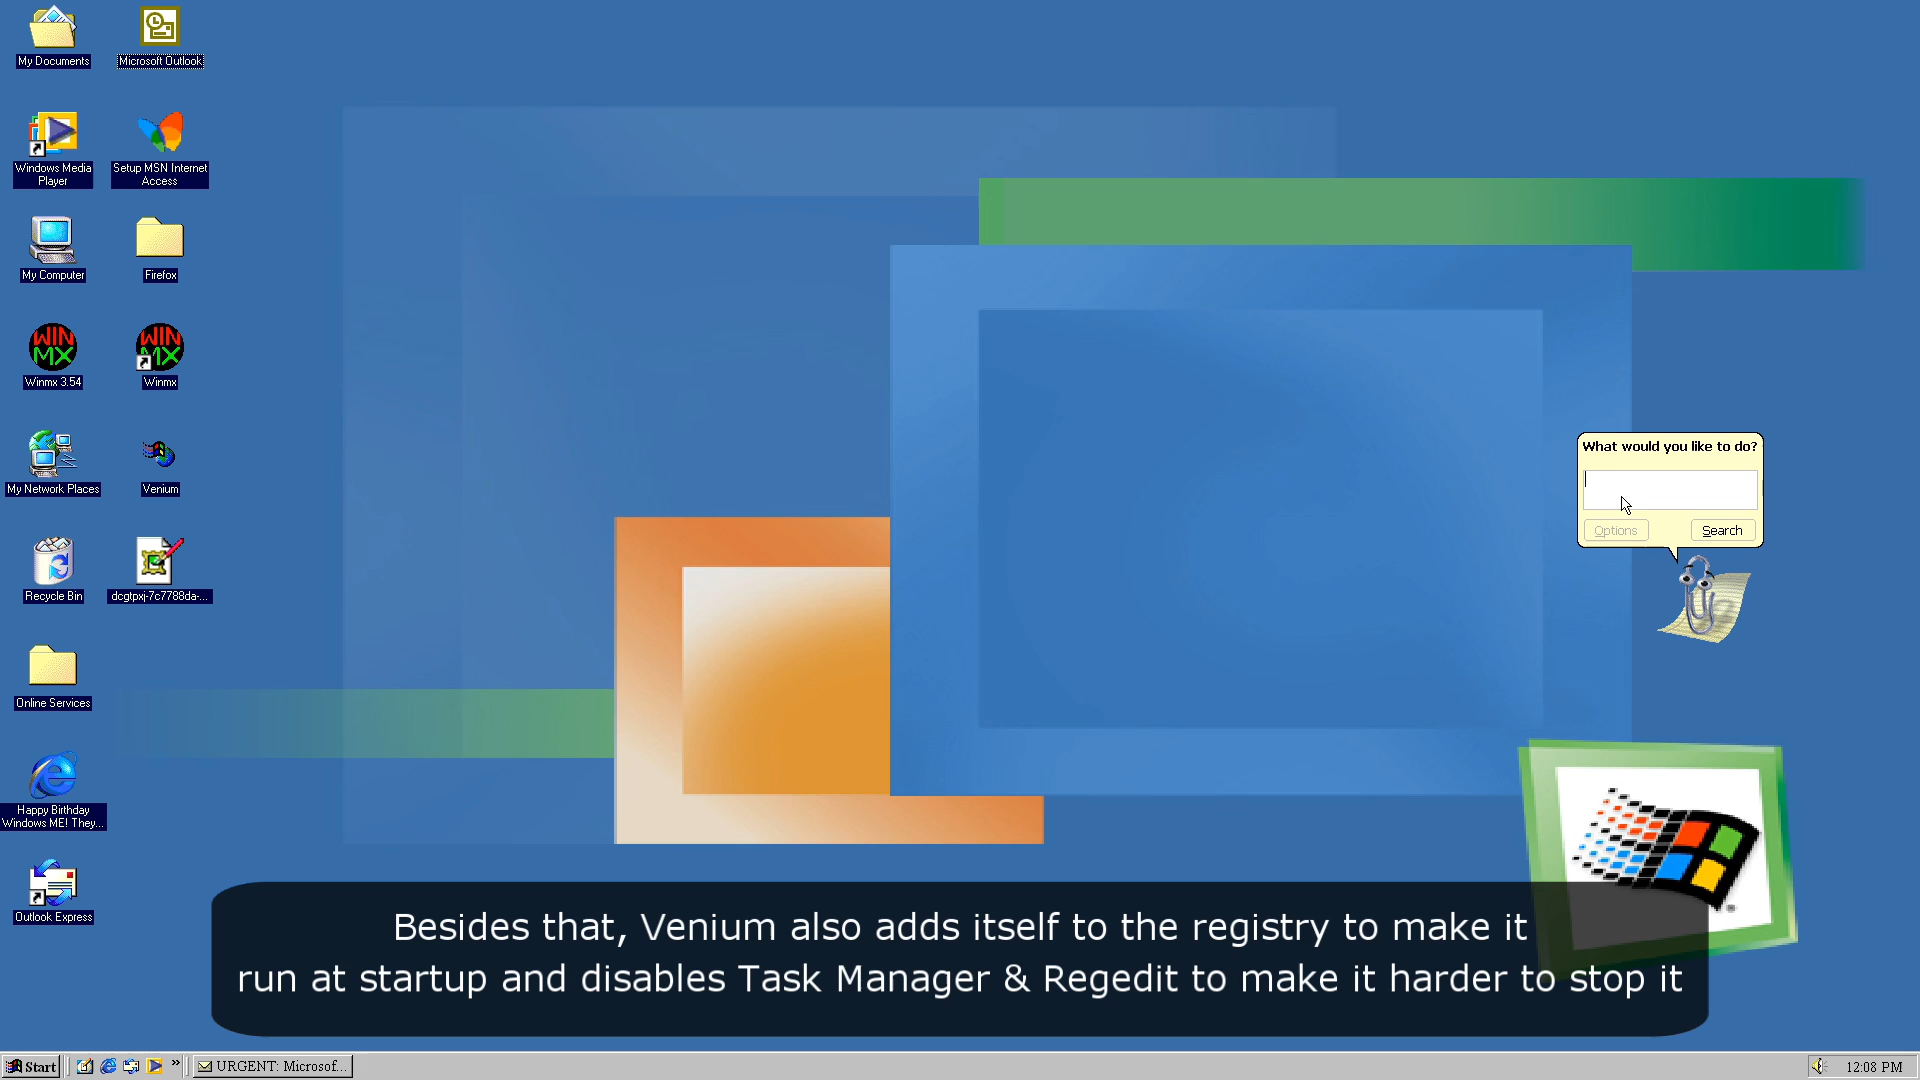 My Documents
Microsoft Outlook
Windows Media
Player
Setup MSN Internet
Access
My Computer
Firefox
WIN
MX
WIN
MX
Winmx 3.54
Winmx
My Network Places
Venium
Recycle Bin
dcgtpxj-7c7788da-...
Online Services
Happy Birthday
Windows ME! They...
Outlook Express
What would you like to do?
Options
Search
Besides that, Venium also adds itself to the registry to make it
run at startup and disables Task Manager & Regedit to make it harder to stop it
Start
»
URGENT: Microsof...
12:08 PM